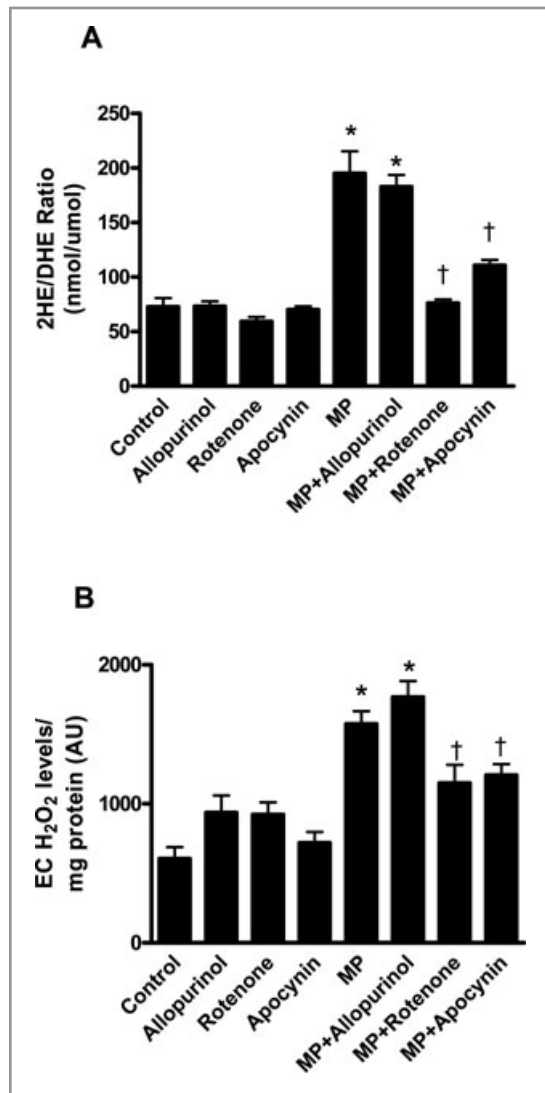 A
2HE/DHE Ratio
(nmol/umol)
250
200
150
100
50
0
*
*
†
†
Control
Allopurinol
Rotenone
Apocynin
MP
MP+Allopurinol
MP+Rotenone
MP+Apocynin
B
EC H₂O₂ levels/
mg protein (AU)
2000
1000
0
*
*
†
†
Control
Allopurinol
Rotenone
Apocynin
MP
MP+Allopurinol
MP+Rotenone
MP+Apocynin